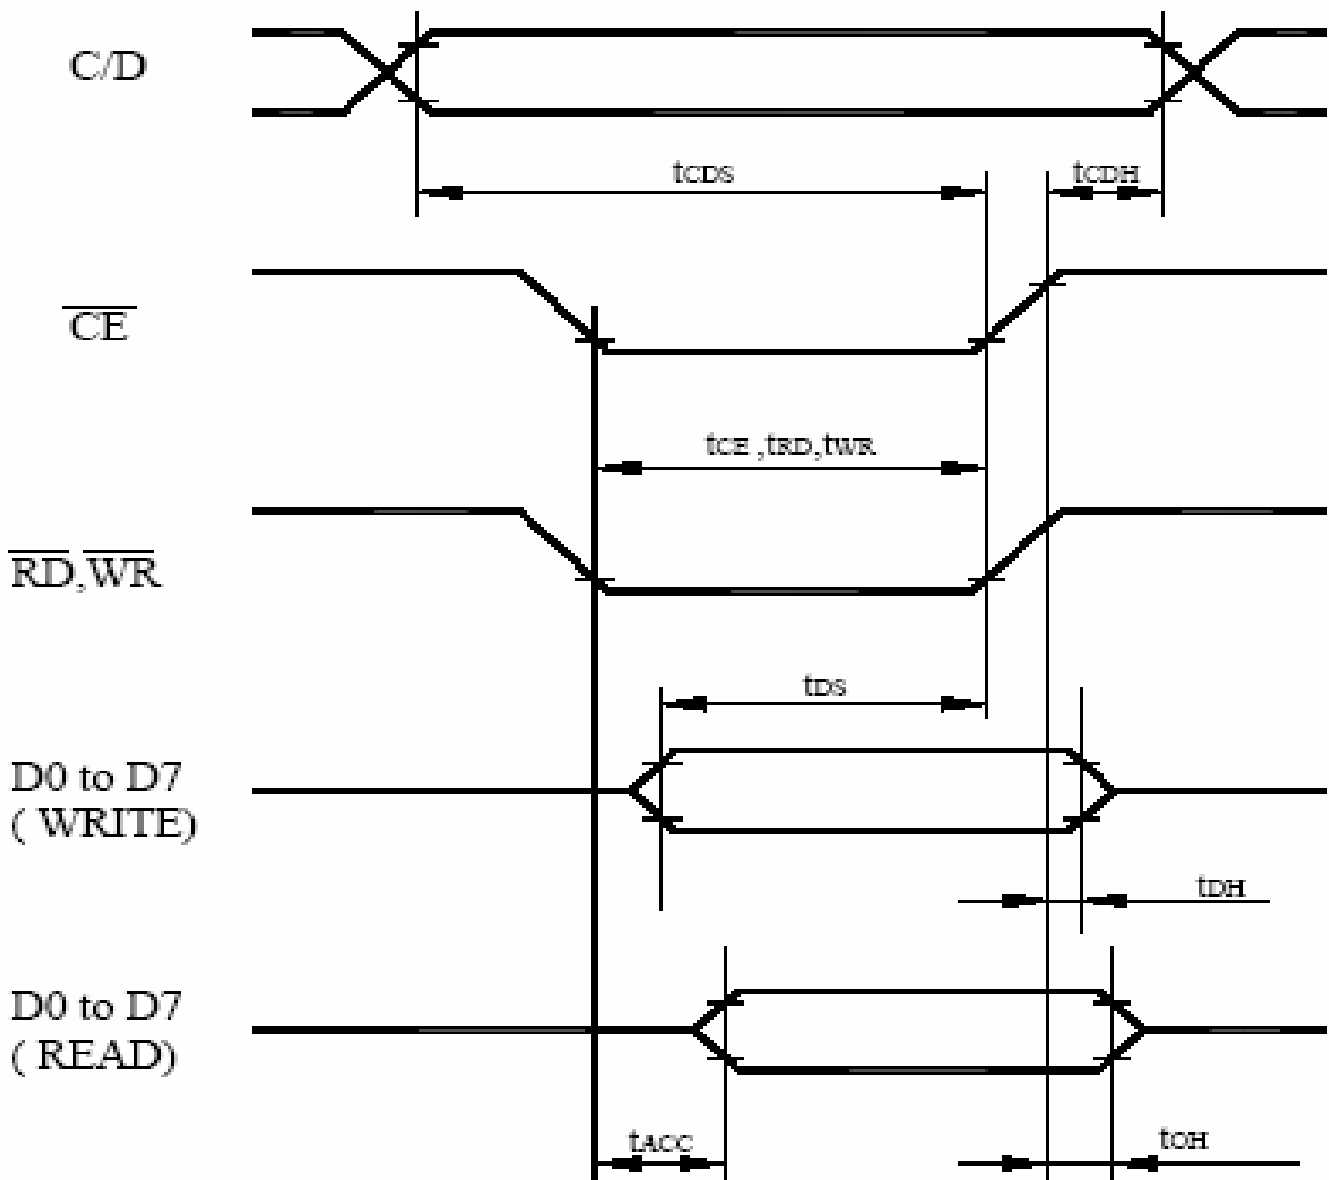 C/D
tCDS
tCDH
CE
tCE ,tRD,tWR
RD,WR
tDS
D0 to D7
( WRITE)
tDH
D0 to D7
( READ)
tACC
tOH